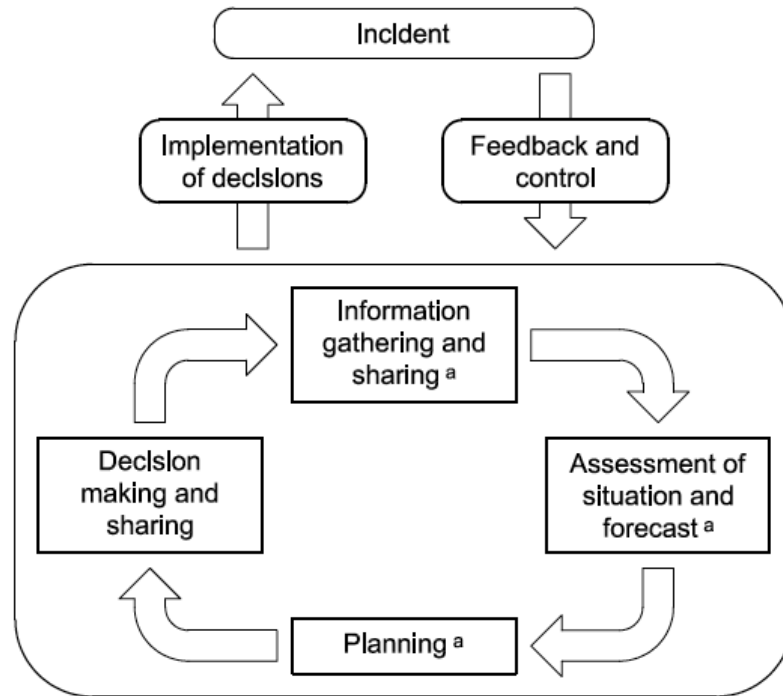 Incident
Implementation
of decisions
Feedback and
control
Information
gathering and
sharing a
Decision
making and
sharing
Assessment of
situation and
forecast a
Planning a